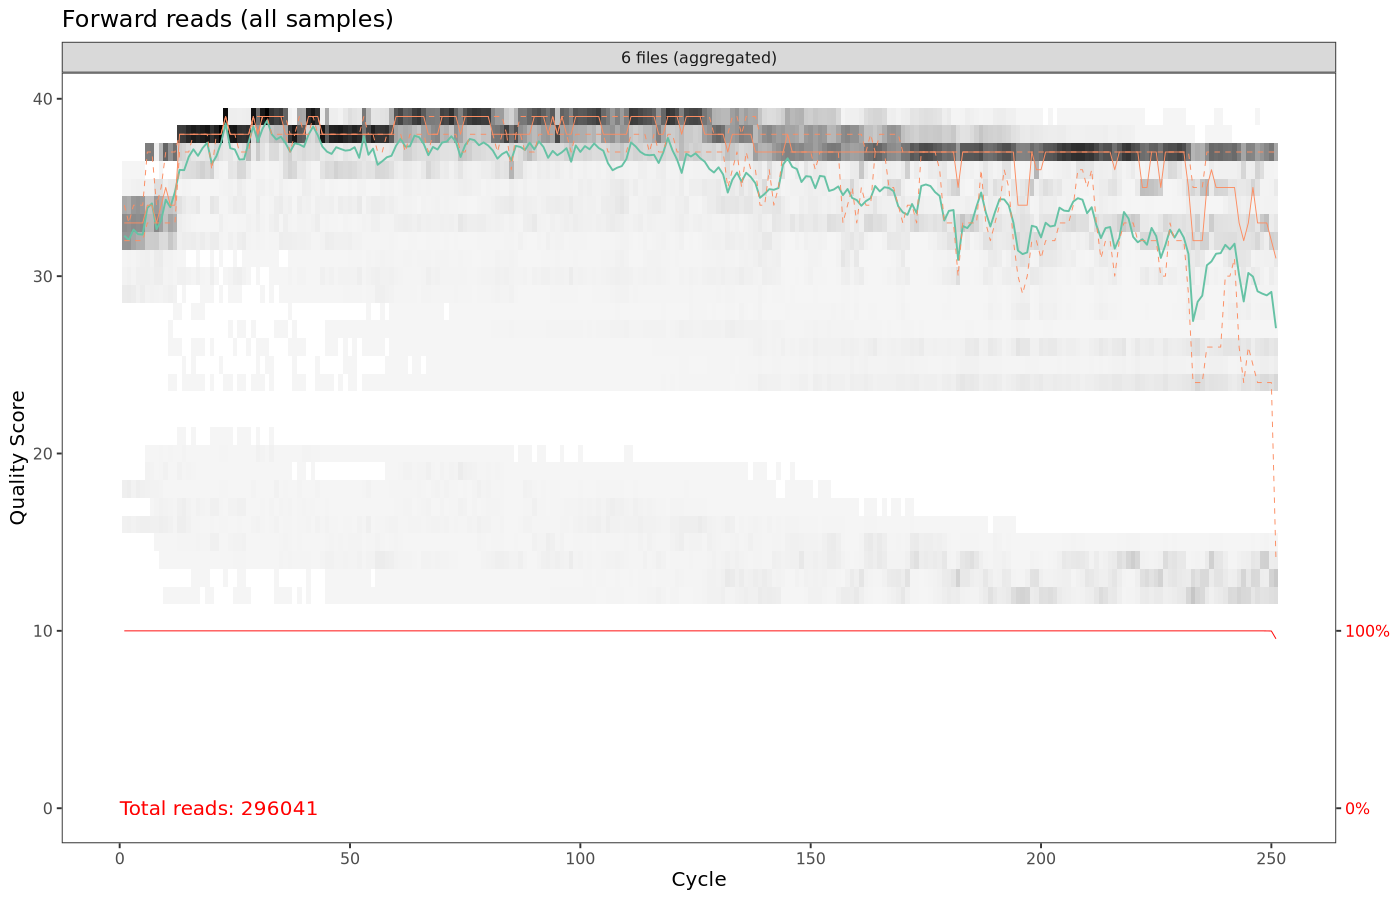 Forward reads (all samples)
6 files (aggregated)
Quality Score
40
30
20
10
0
100%
0%
Total reads: 296041
0 50 100 150 200 250
Cycle